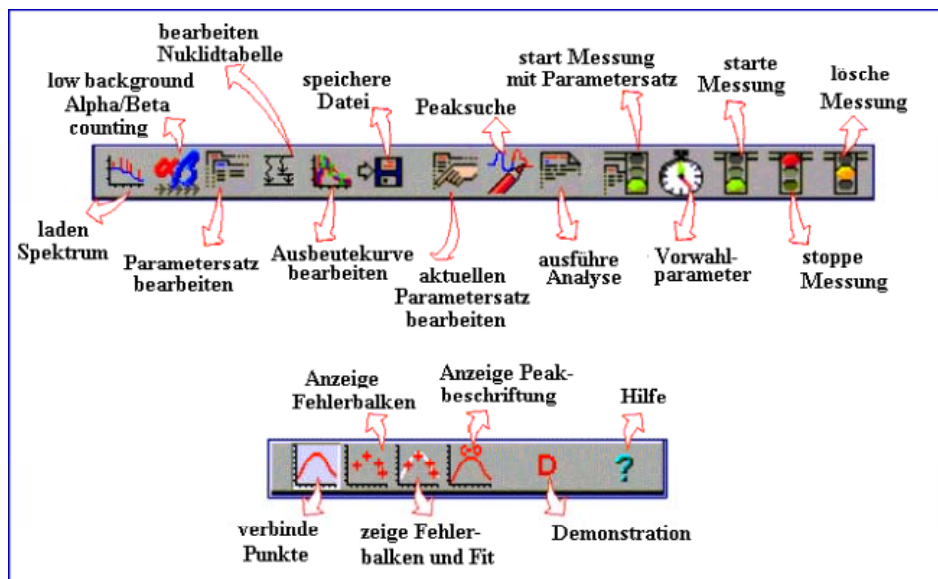 bearbeiten
Nuklidtabelle
low background
Alpha/Beta
counting
speichere
Datei
Peaksuche
start Messung
mit Parametersatz
starte
Messung
lösche
Messung
laden
Spektrum
Parametersatz
bearbeiten
Ausbeutekurve
bearbeiten
aktuellen
Parametersatz
bearbeiten
ausführe
Analyse
Vorwahl-
parameter
stoppe
Messung
Anzeige
Fehlerbalken
Anzeige Peak-
beschriftung
Hilfe
D
?
verbinde
Punkte
zeige Fehler-
balken und Fit
Demonstration